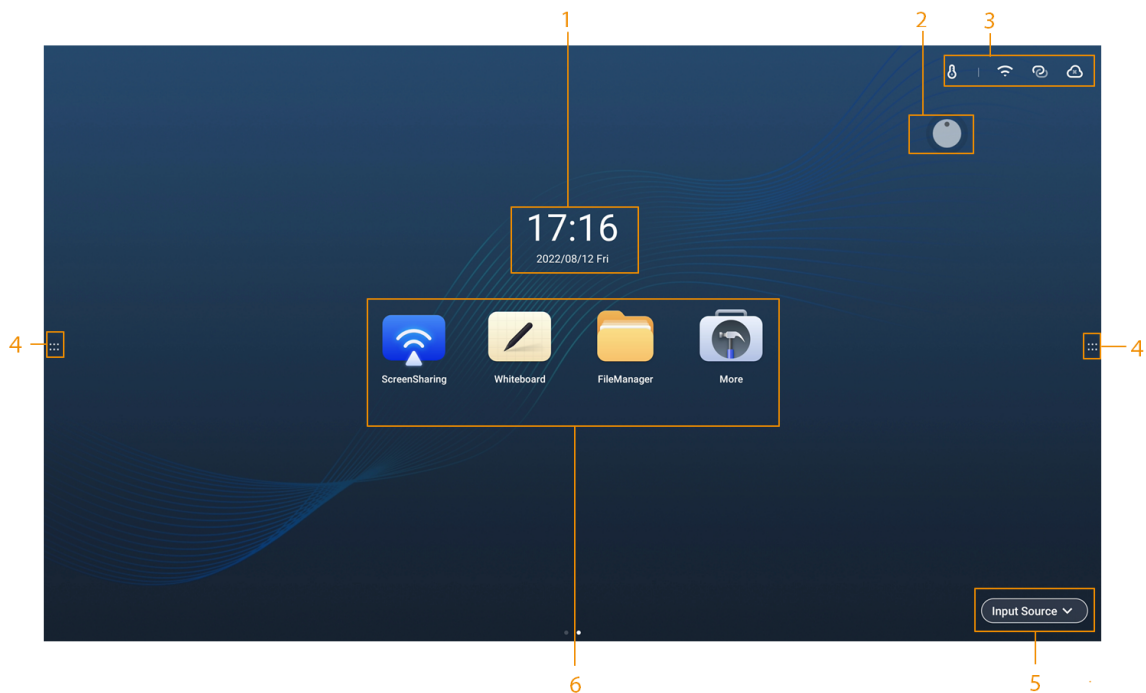 1
2
3
17:16
2022/08/12 Fri
4
4
ScreenSharing
Whiteboard
FileManager
More
Input Source
6
5